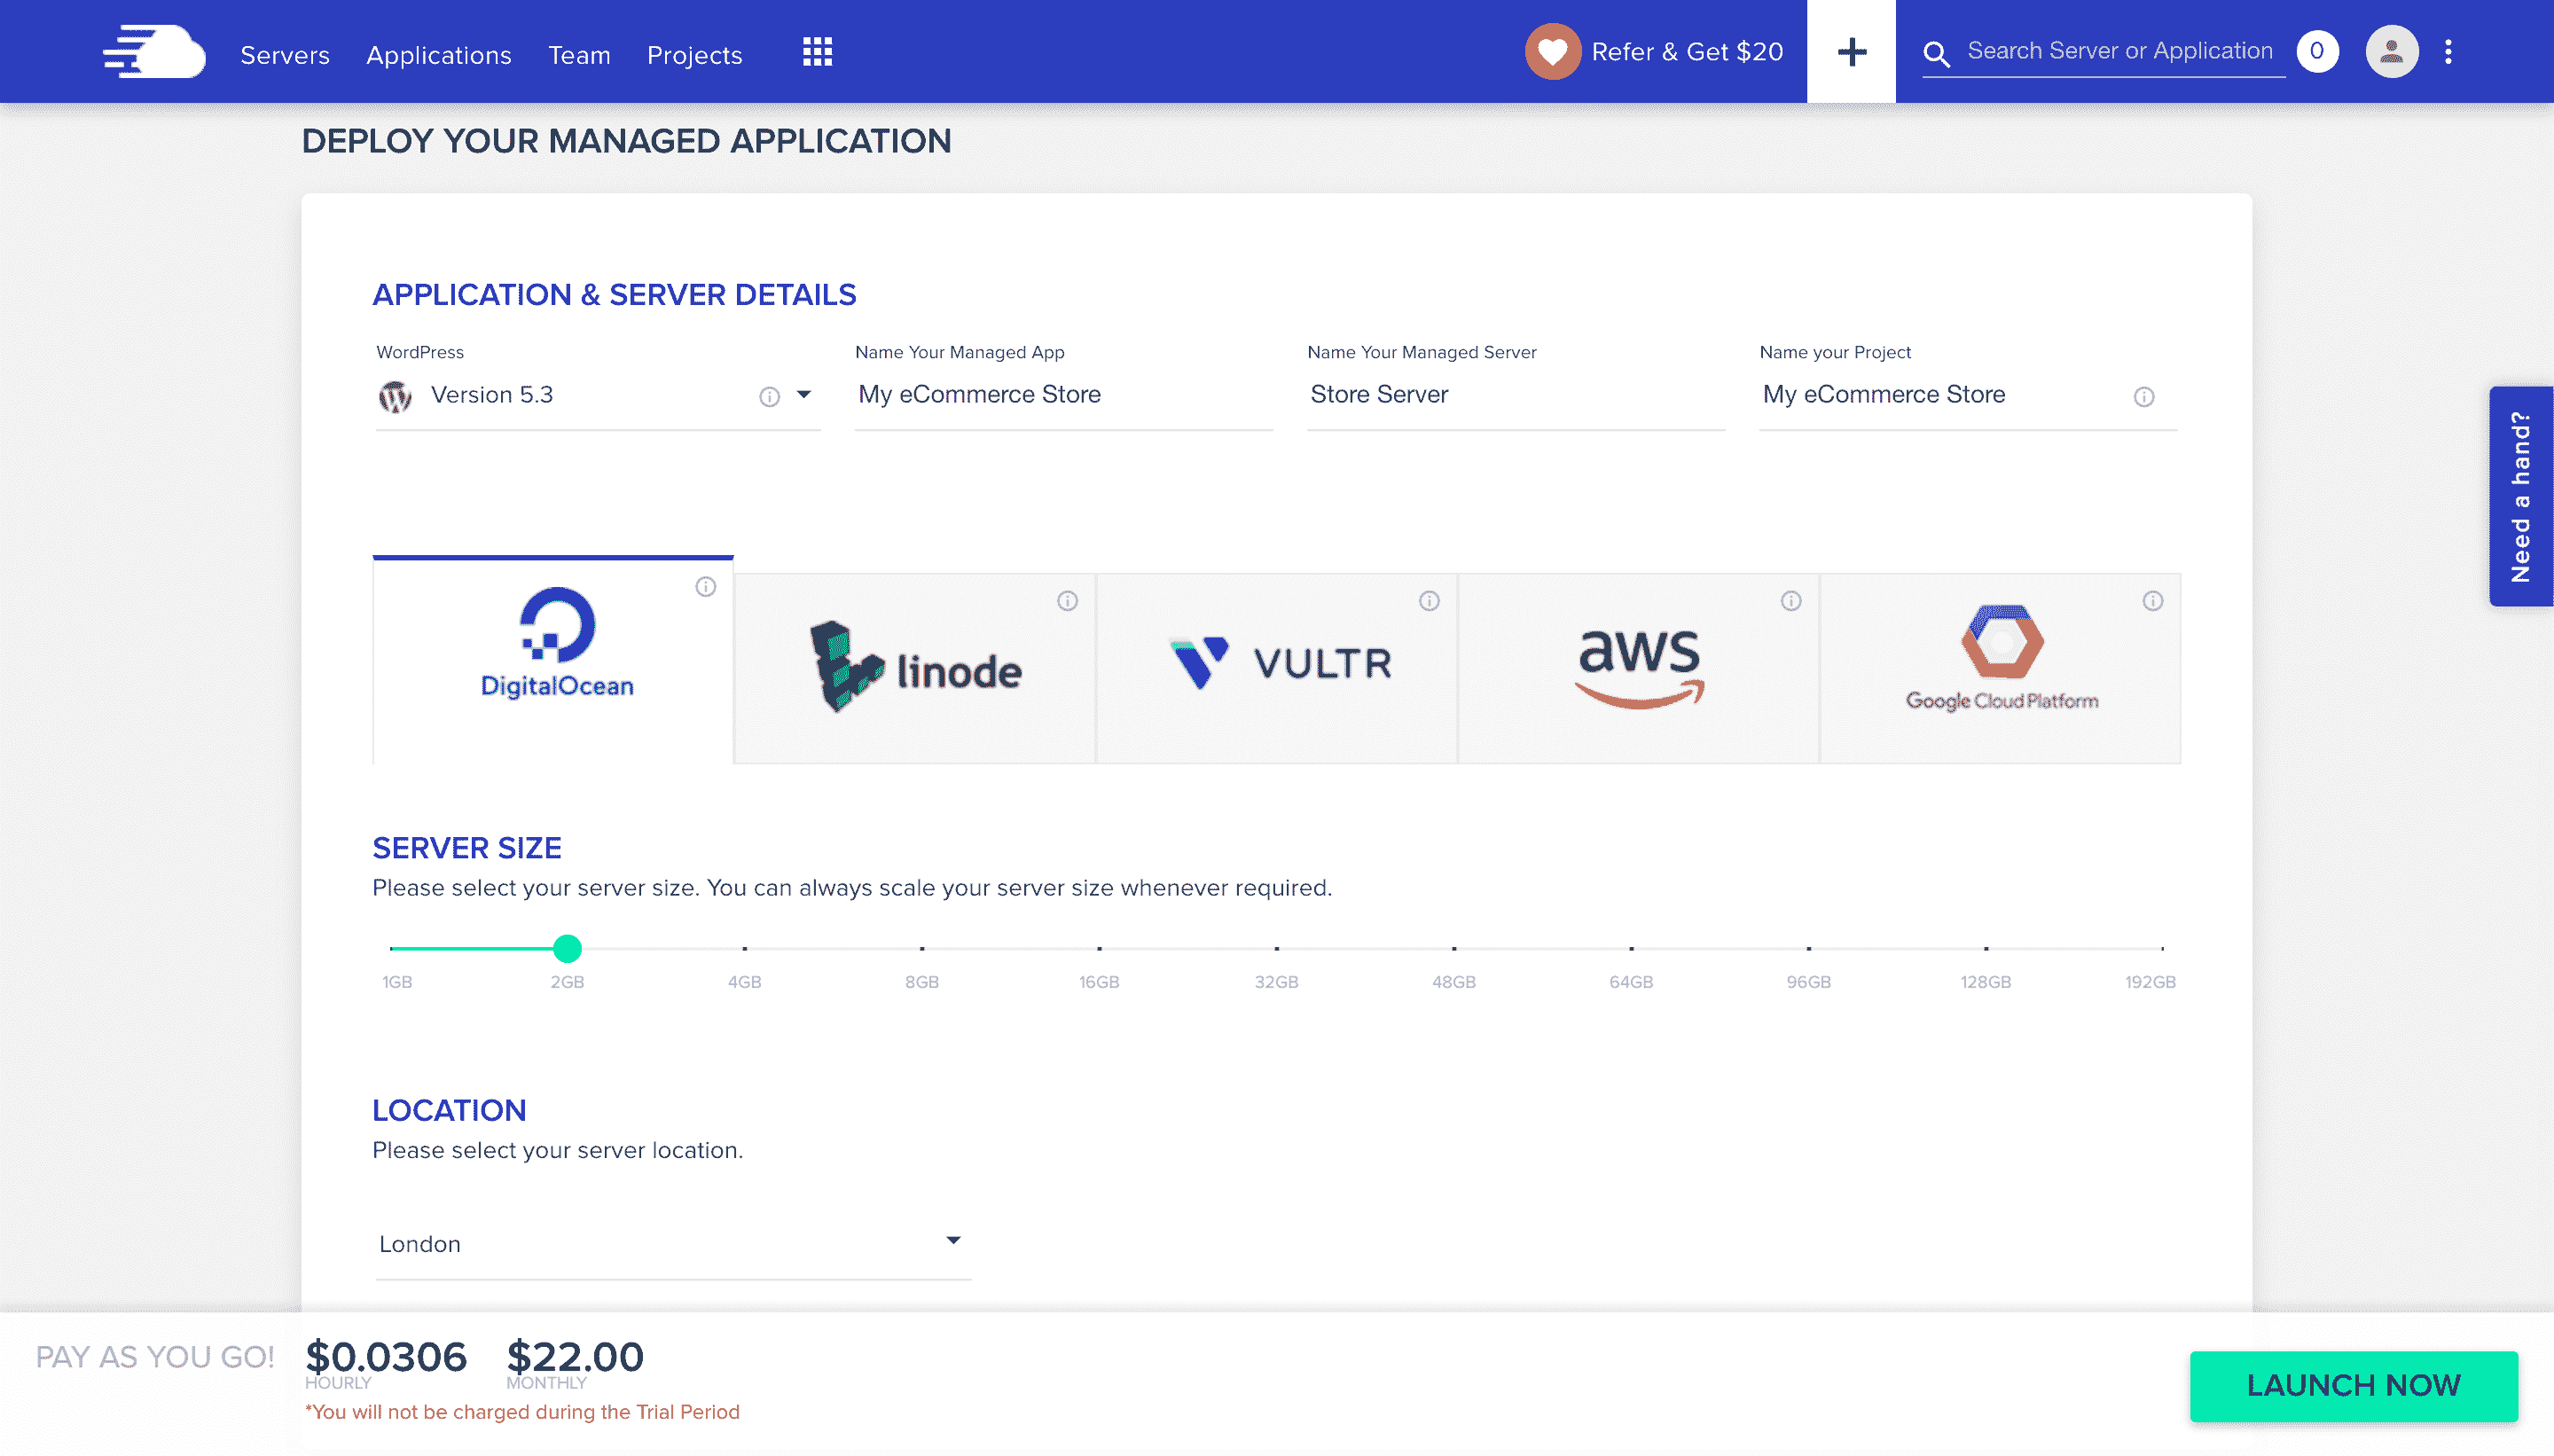 Servers Applications Team Projects Refer & Get $20 + Search Server or Application 0
DEPLOY YOUR MANAGED APPLICATION
APPLICATION & SERVER DETAILS
WordPress Name Your Managed App Name Your Managed Server Name your Project
Version 5.3 My eCommerce Store Store Server My eCommerce Store
Need a hand?
DigitalOcean linode VULTR aws Google Cloud Platform
SERVER SIZE
Please select your server size. You can always scale your server size whenever required.
1GB 2GB 4GB 8GB 16GB 32GB 48GB 64GB 96GB 128GB 192GB
LOCATION
Please select your server location.
London
PAY AS YOU GO! $0.0306 $22.00
HOURLY MONTHLY
*You will not be charged during the Trial Period
LAUNCH NOW